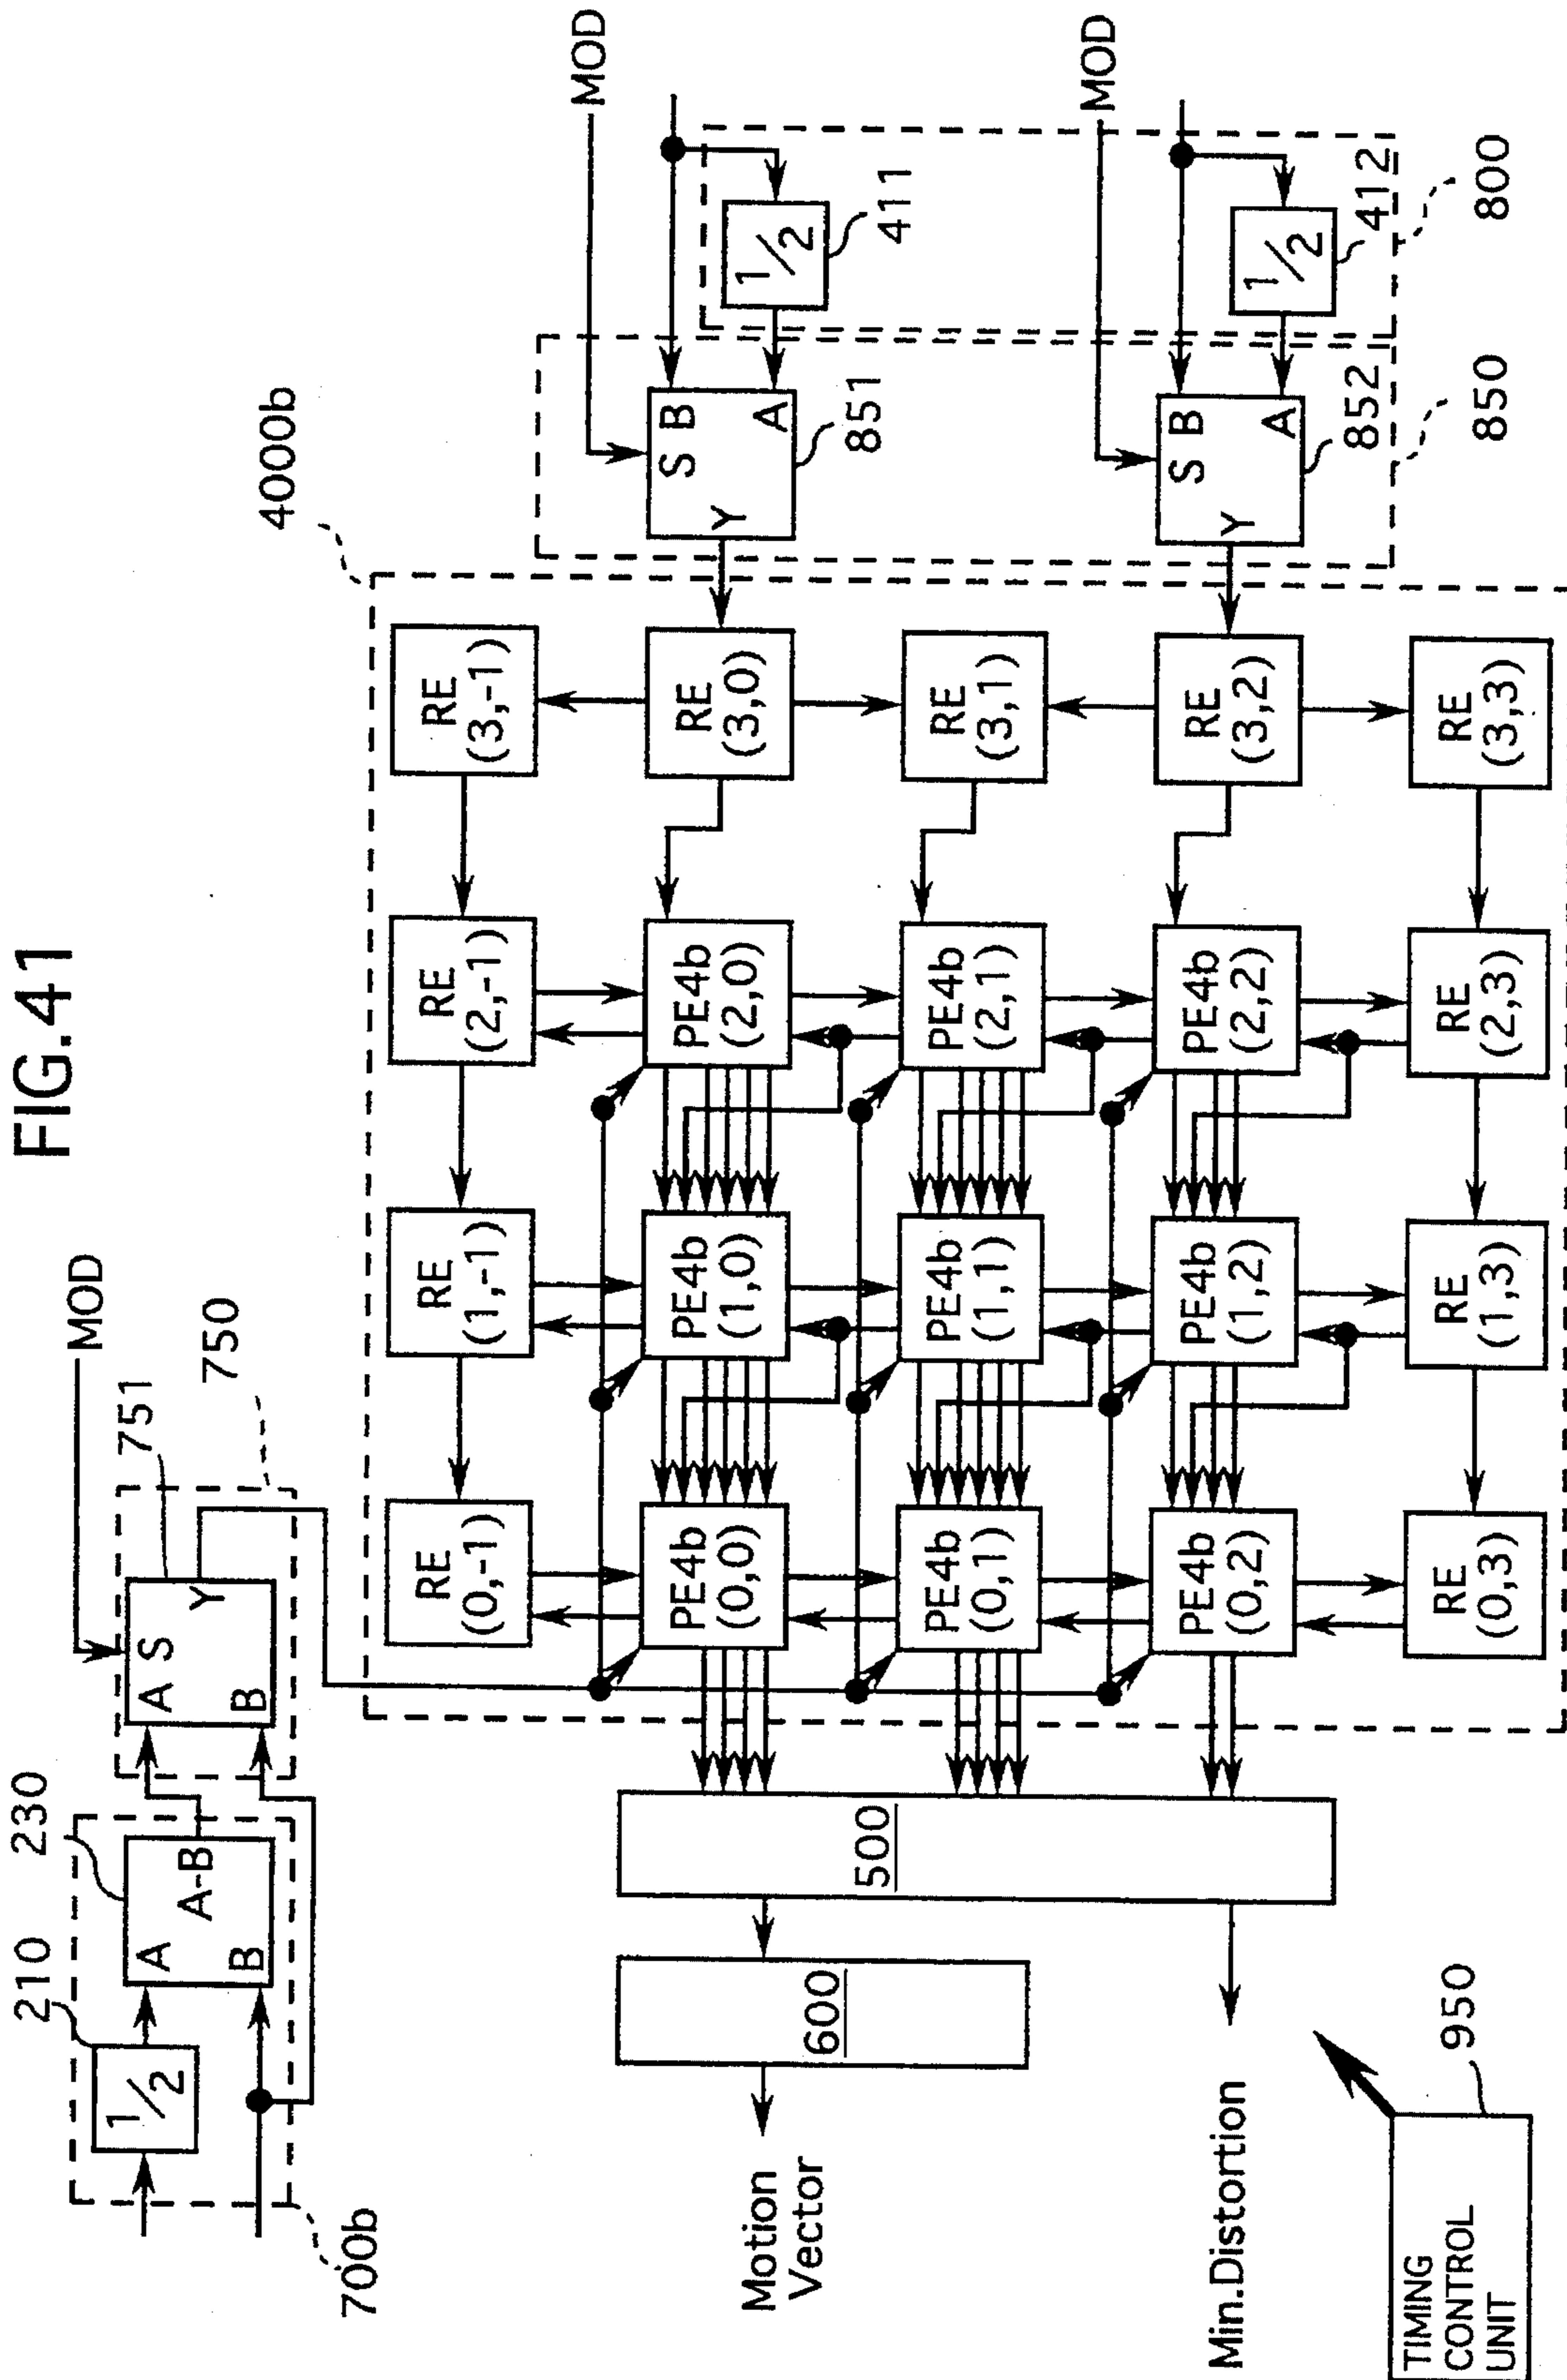 FIG.41
210
230
1/2
A
A-B
B
700b
MOD
751
A S
Y
B
750
4000b
RE
(0,-1)
RE
(1,-1)
RE
(2,-1)
RE
(3,-1)
PE4b
(0,0)
PE4b
(1,0)
PE4b
(2,0)
RE
(3,0)
PE4b
(0,1)
PE4b
(1,1)
PE4b
(2,1)
RE
(3,1)
PE4b
(0,2)
PE4b
(1,2)
PE4b
(2,2)
RE
(3,2)
RE
(0,3)
RE
(1,3)
RE
(2,3)
RE
(3,3)
MOD
S B
Y
A
851
1/2
411
MOD
S B
Y
A
852
1/2
412
850
800
500
600
Motion
Vector
Min.Distortion
TIMING
CONTROL
UNIT
950